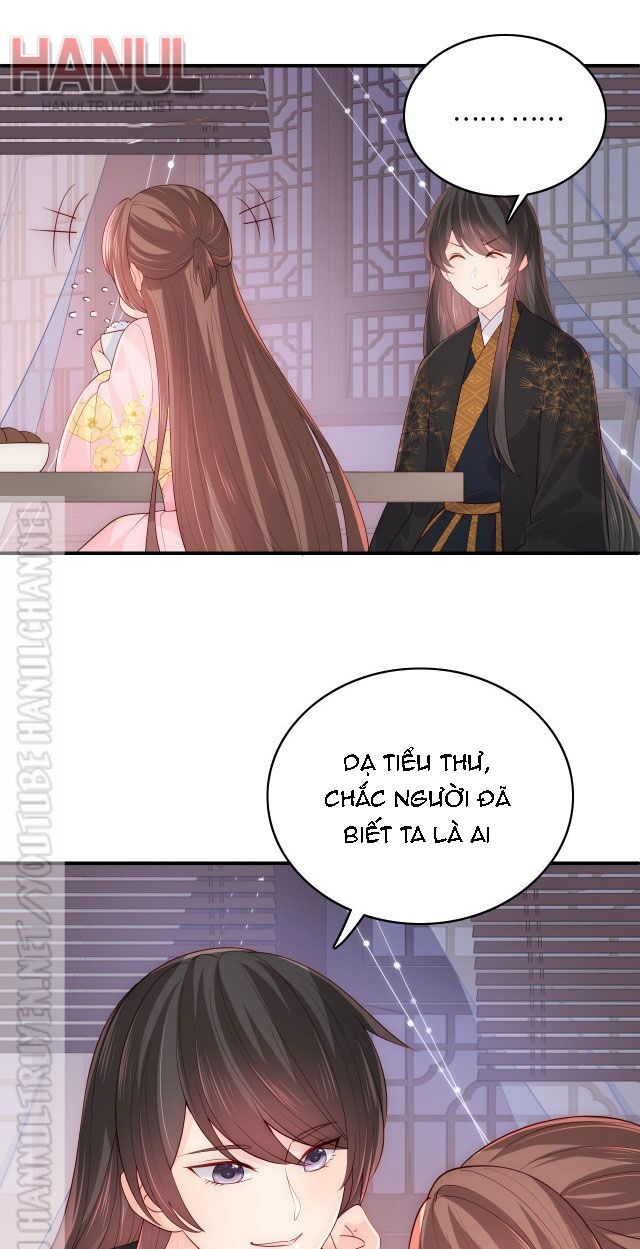 HANUL
HANULTRUYEN.NET
...... ......
DẠ TIỂU THƯ,
CHẮC NGƯỜI ĐÃ
BIẾT TA LÀ AI
HANULTRUYEN.NET/YOUTUBE HANULCHANNEL